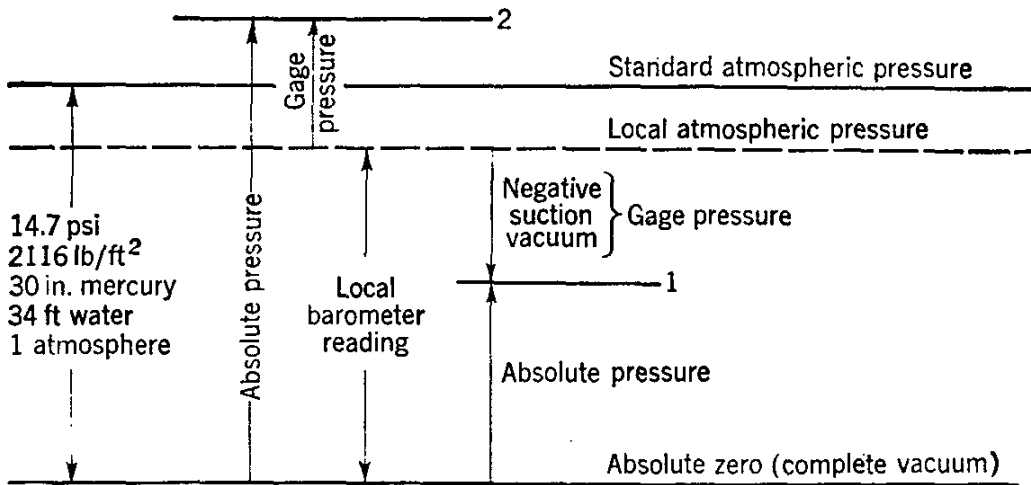 2
Standard atmospheric pressure
Gage
pressure
Local atmospheric pressure
Negative
suction
vacuum
Gage pressure
14.7 psi
2116 lb/ft²
30 in. mercury
34 ft water
1 atmosphere
Absolute pressure
Local
barometer
reading
1
Absolute pressure
Absolute zero (complete vacuum)